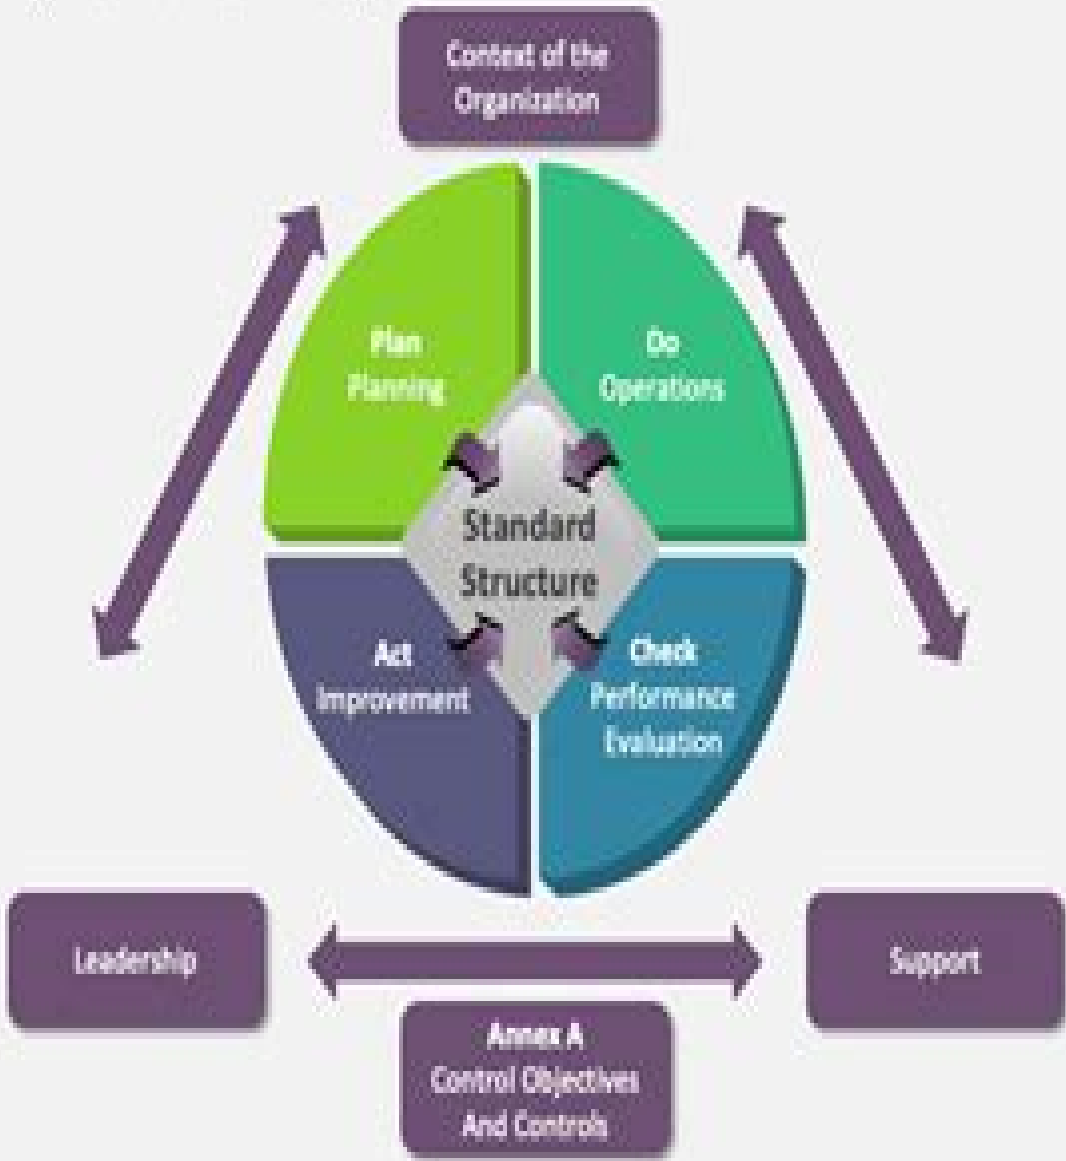 Context of the
Organization
Plan
Planning
Do
Operations
Standard
Structure
Act
Improvement
Check
Performance
Evaluation
Leadership
Support
Annex A
Control Objectives
And Controls